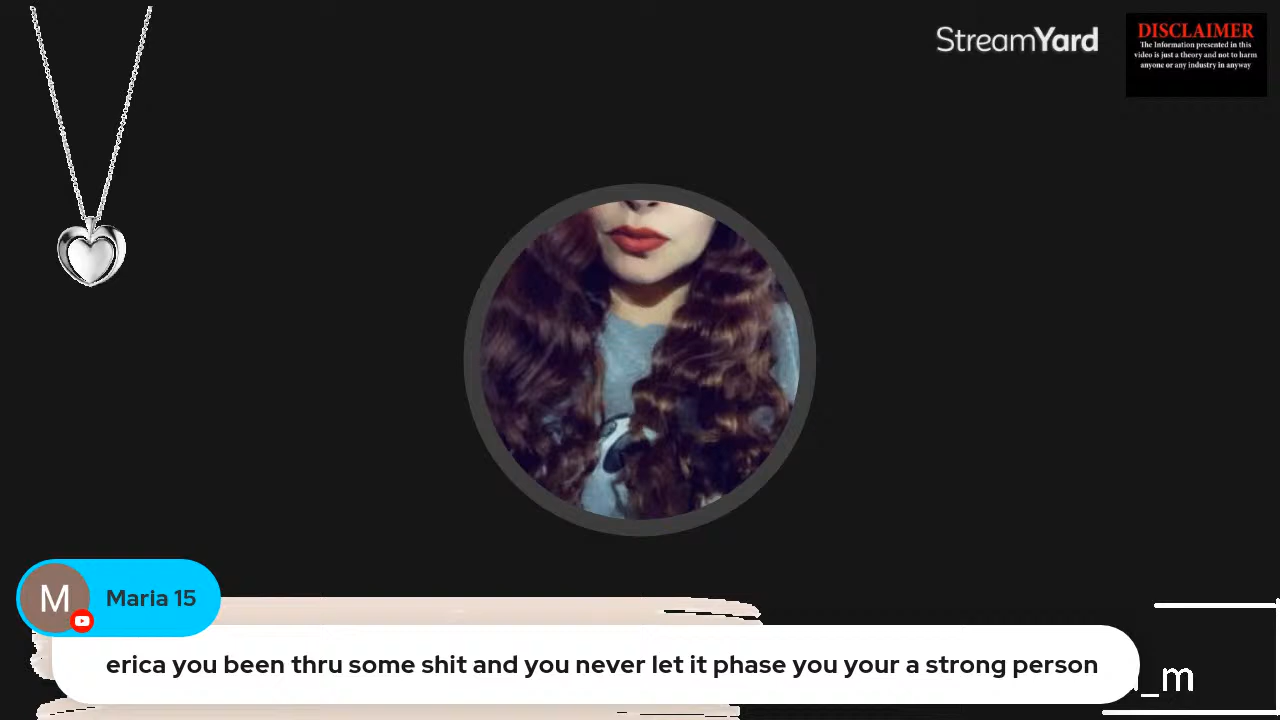 StreamYard
DISCLAIMER
The Information presented in this
video is just a theory and not to harm
anyone or any industry in anyway
M
Maria 15
erica you been thru some shit and you never let it phase you your a strong person
_m